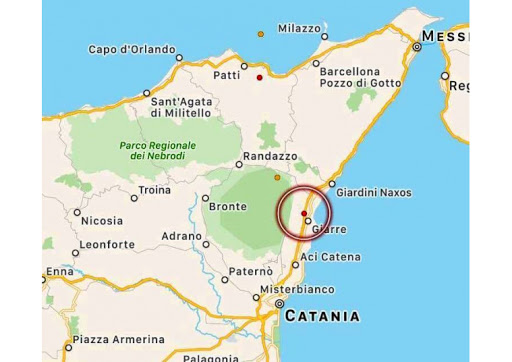 Milazzo
MESSI
Capo d'Orlando
Patti
Barcellona
Pozzo di Gotto
Reg
Sant'Agata
di Militello
Parco Regionale
dei Nebrodi
Randazzo
Troina
Giardini Naxos
Bronte
Nicosia
Giarre
Adrano
Leonforte
Aci Catena
Enna
Paternò
Misterbianco
CATANIA
Piazza Armerina
Palagonia